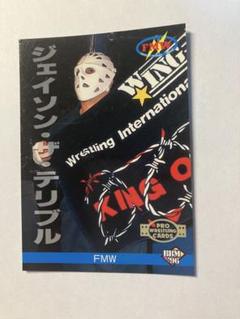 ジェイソン・ザ・テリブル
FMW
WING
Wrestling International
KING O
PRO
WRESTLING
CARDS
BBM
'96
FMW